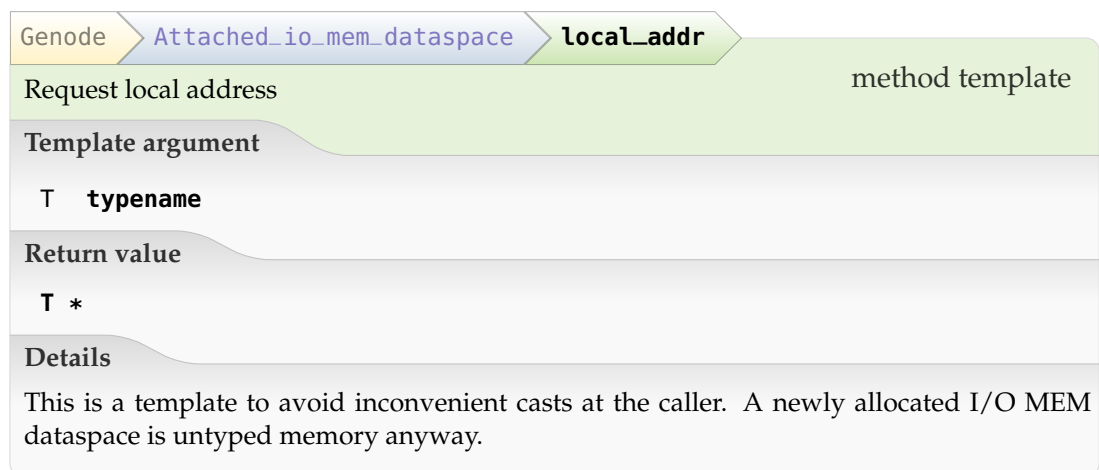 Genode Attached_io_mem_dataspace local_addr
Request local address method template
Template argument
T typename
Return value
T *
Details
This is a template to avoid inconvenient casts at the caller. A newly allocated I/O MEM
dataspace is untyped memory anyway.